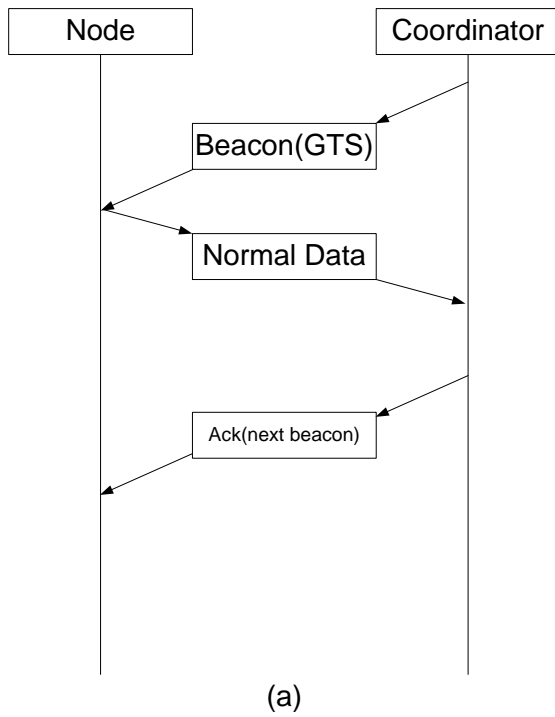 Node
Coordinator
Beacon(GTS)
Normal Data
Ack(next beacon)
(a)